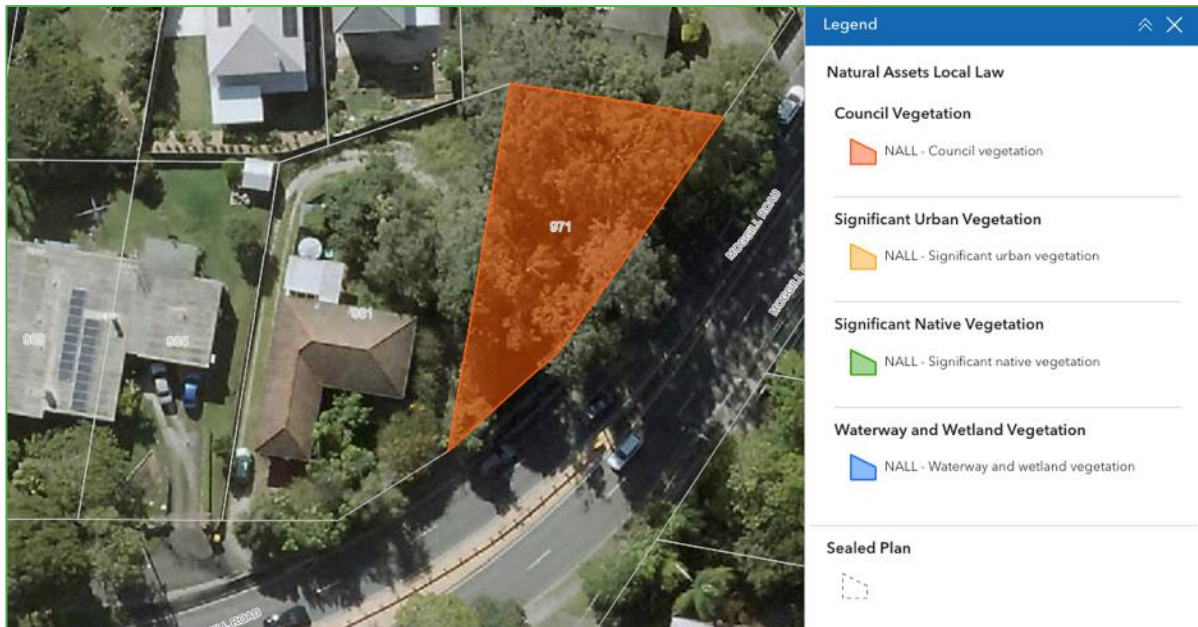 Legend
Natural Assets Local Law
Council Vegetation
NALL - Council vegetation
Significant Urban Vegetation
NALL - Significant urban vegetation
Significant Native Vegetation
NALL - Significant native vegetation
Waterway and Wetland Vegetation
NALL - Waterway and wetland vegetation
Sealed Plan
971
MOGGILL ROAD
981
985